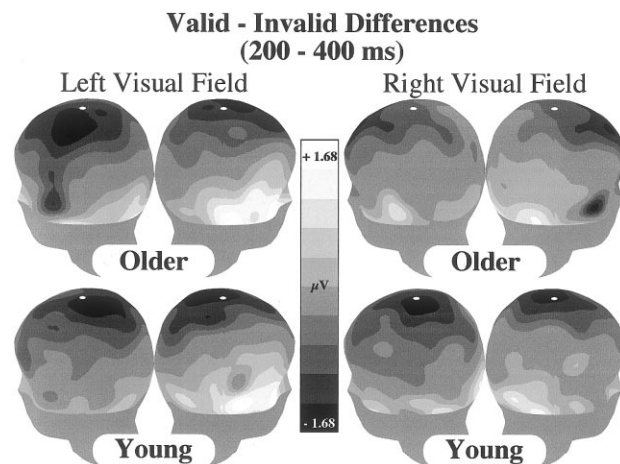 Valid - Invalid Differences
(200 - 400 ms)
Left Visual Field
Right Visual Field
+ 1.68
µV
- 1.68
Older
Older
Young
Young